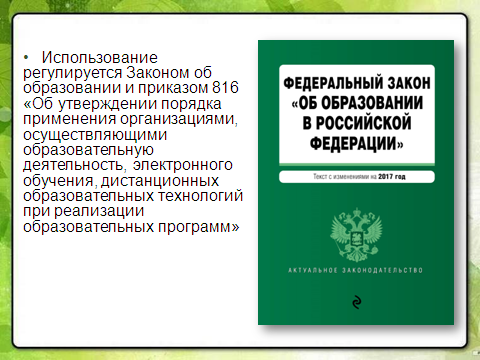 • Использование
регулируется Законом об
образовании и приказом 816
«Об утверждении порядка
применения организациями,
осуществляющими
образовательную
деятельность, электронного
обучения, дистанционных
образовательных технологий
при реализации
образовательных программ»
ФЕДЕРАЛЬНЫЙ ЗАКОН
«ОБ ОБРАЗОВАНИИ
В РОССИЙСКОЙ
ФЕДЕРАЦИИ»
Текст с изменениями на 2017 год
АКТУАЛЬНОЕ ЗАКОНОДАТЕЛЬСТВО